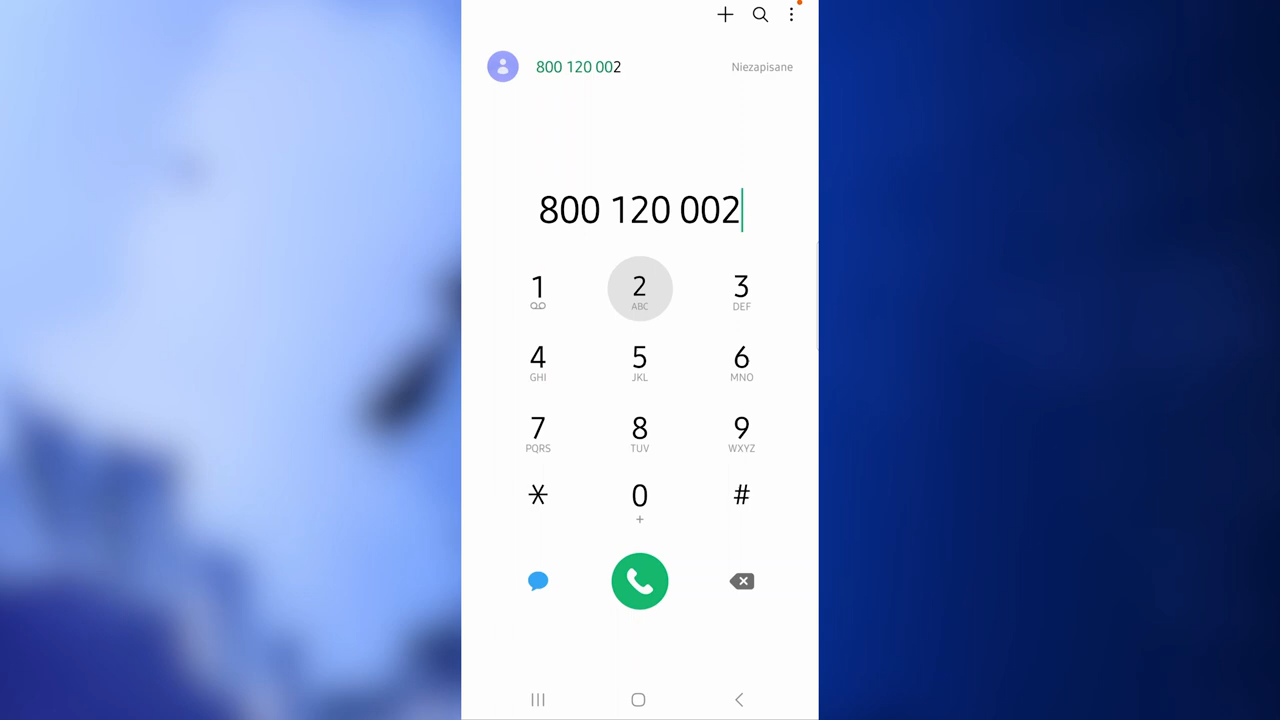 800 120 002 Niezapisane
800 120 002
1 2 3
ABC DEF
4 5 6
GHI JKL MNO
7 8 9
PQRS TUV WXYZ
* 0 #
+